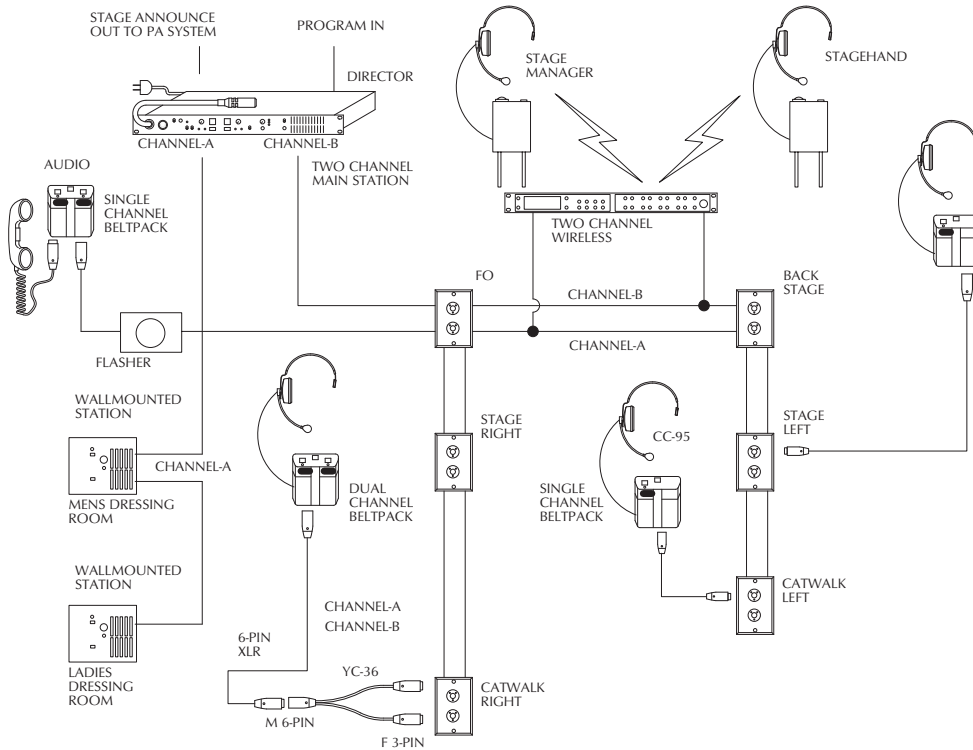 STAGE ANNOUNCE
OUT TO PA SYSTEM
PROGRAM IN
DIRECTOR
CHANNEL-A
CHANNEL-B
TWO CHANNEL
MAIN STATION
STAGE
MANAGER
STAGEHAND
AUDIO
SINGLE
CHANNEL
BELTPACK
TWO CHANNEL
WIRELESS
FO
BACK
STAGE
CHANNEL-B
CHANNEL-A
FLASHER
WALLMOUNTED
STATION
CHANNEL-A
MENS DRESSING
ROOM
STAGE
RIGHT
STAGE
LEFT
CC-95
DUAL
CHANNEL
BELTPACK
SINGLE
CHANNEL
BELTPACK
WALLMOUNTED
STATION
LADIES
DRESSING
ROOM
CATWALK
LEFT
CHANNEL-A
CHANNEL-B
6-PIN
XLR
YC-36
M 6-PIN
F 3-PIN
CATWALK
RIGHT